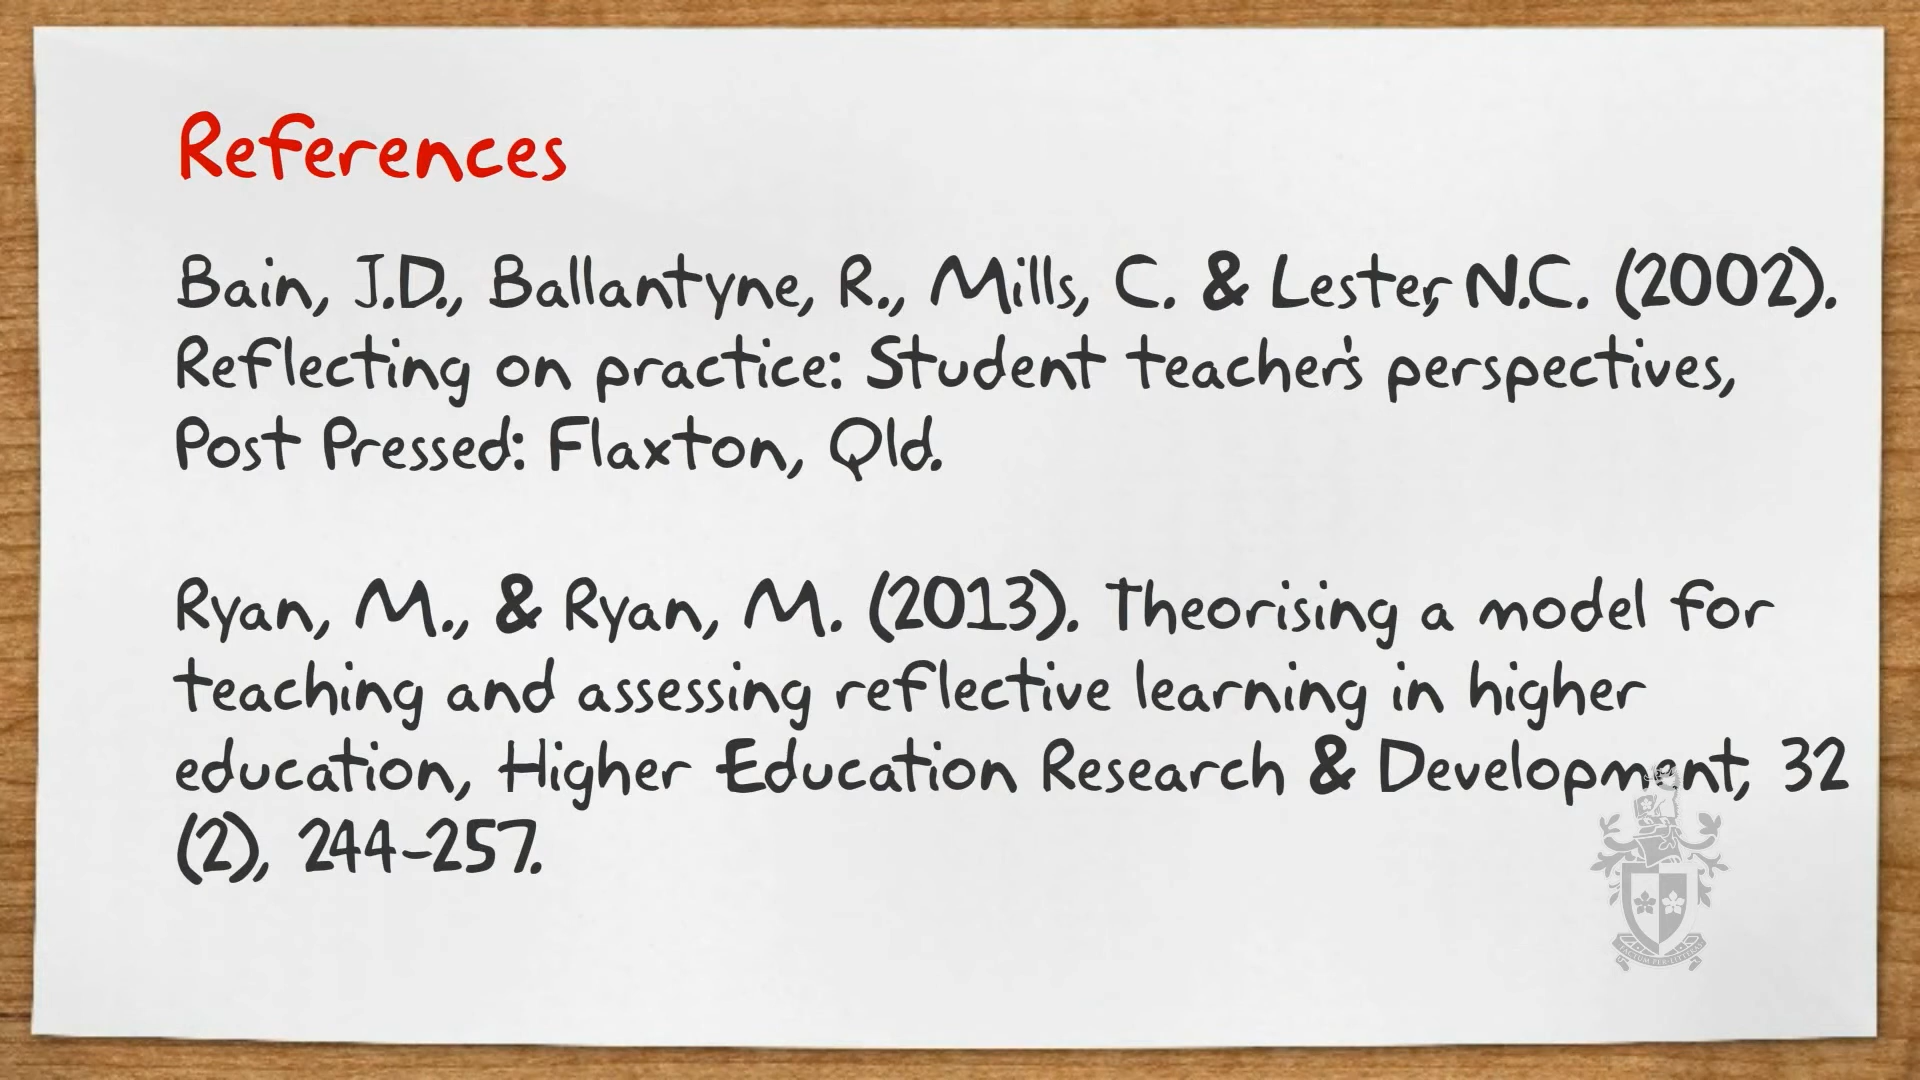 References
Bain, J.D., Ballantyne, R., Mills, C. & Lester, N.C. (2002).
Reflecting on practice: Student teacher's perspectives,
Post Pressed: Flaxton, Qld.
Ryan, M., & Ryan, M. (2013). Theorising a model for
teaching and assessing reflective learning in higher
education, Higher Education Research & Development, 32
(2), 244-257.